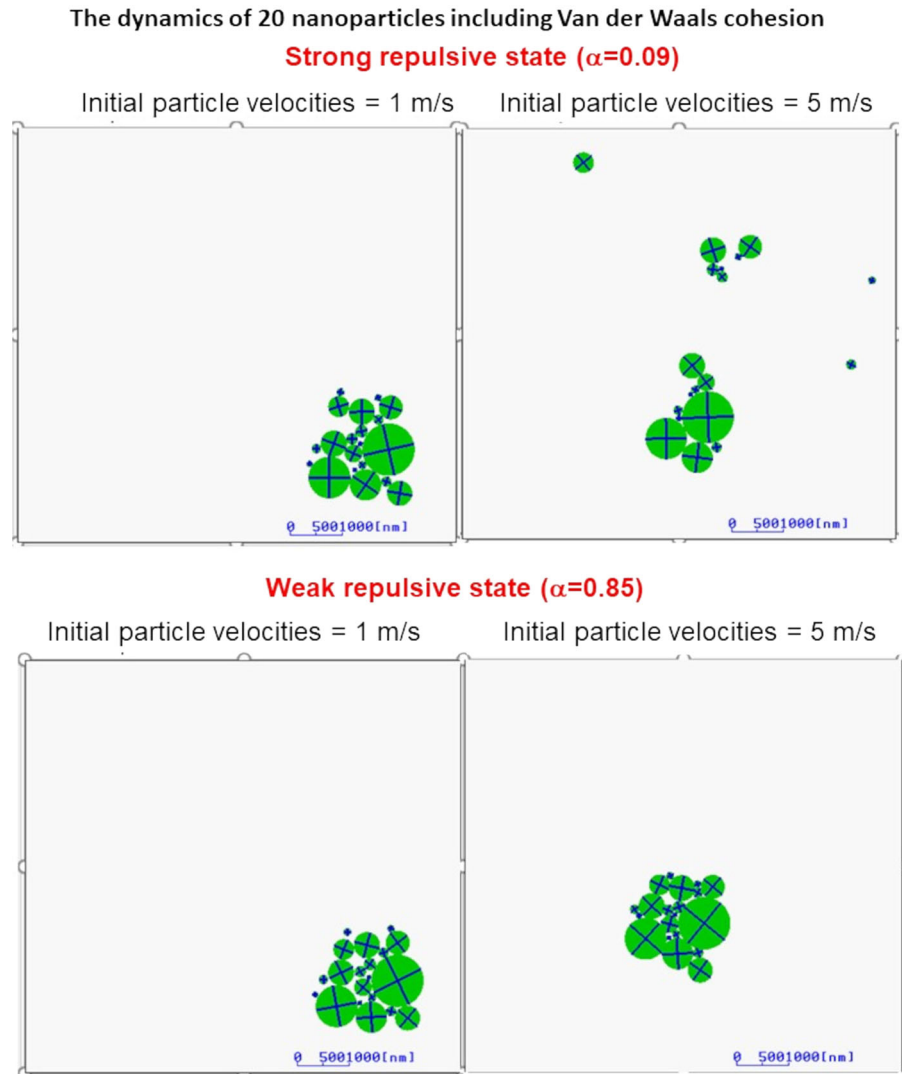 The dynamics of 20 nanoparticles including Van der Waals cohesion
Strong repulsive state (α=0.09)
Initial particle velocities = 1 m/s
Initial particle velocities = 5 m/s
0 5001000[nm]
0 5001000[nm]
Weak repulsive state (α=0.85)
Initial particle velocities = 1 m/s
Initial particle velocities = 5 m/s
0 5001000[nm]
0 5001000[nm]